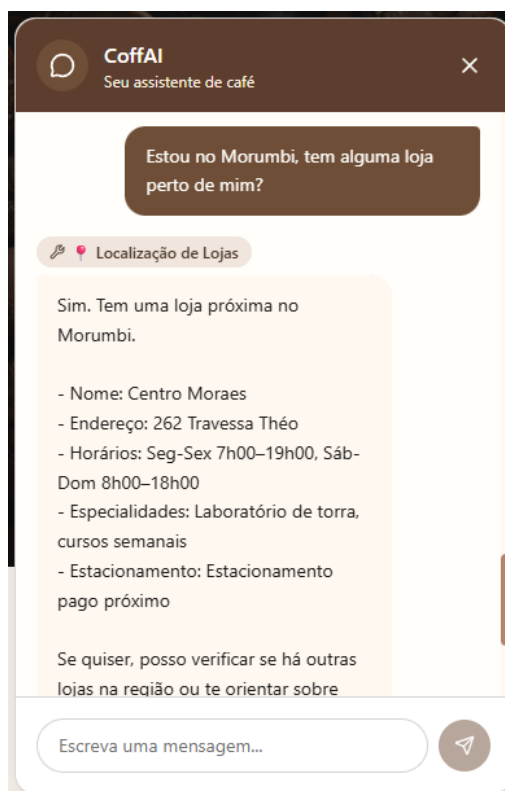 CoffAI
Seu assistente de café
Estou no Morumbi, tem alguma loja
perto de mim?
Localização de Lojas
Sim. Tem uma loja próxima no
Morumbi.
- Nome: Centro Moraes
- Endereço: 262 Travessa Théo
- Horários: Seg-Sex 7h00–19h00, Sáb-
Dom 8h00–18h00
- Especialidades: Laboratório de torra,
cursos semanais
- Estacionamento: Estacionamento
pago próximo
Se quiser, posso verificar se há outras
lojas na região ou te orientar sobre
Escreva uma mensagem...